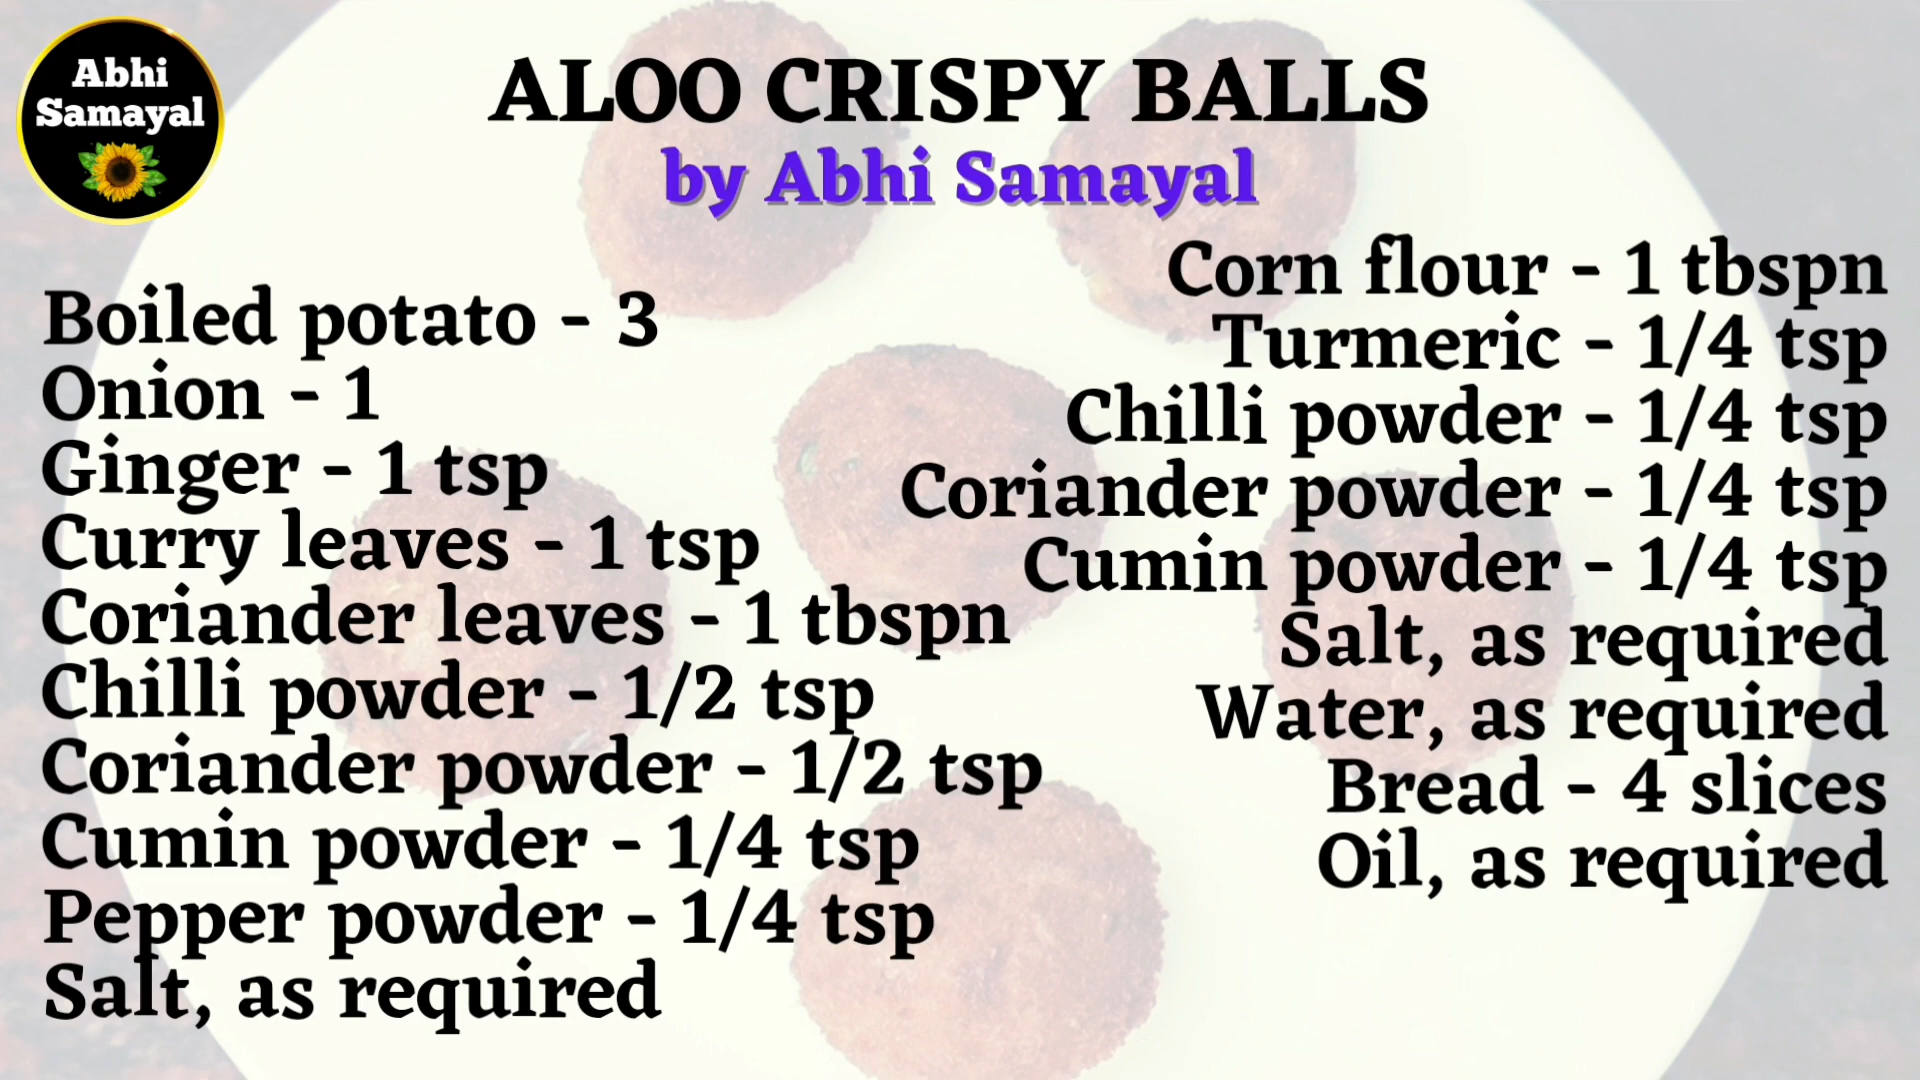 Abhi
Samayal
ALOO CRISPY BALLS
by Abhi Samayal
Boiled potato - 3
Onion - 1
Ginger - 1 tsp
Curry leaves - 1 tsp
Coriander leaves - 1 tbspn
Chilli powder - 1/2 tsp
Coriander powder - 1/2 tsp
Cumin powder - 1/4 tsp
Pepper powder - 1/4 tsp
Salt, as required
Corn flour - 1 tbspn
Turmeric - 1/4 tsp
Chilli powder - 1/4 tsp
Coriander powder - 1/4 tsp
Cumin powder - 1/4 tsp
Salt, as required
Water, as required
Bread - 4 slices
Oil, as required